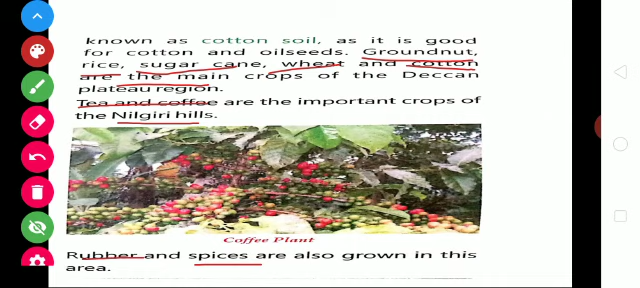 known as cotton soil, as it is good
for cotton and oilseeds. Groundnut,
rice, sugar cane, wheat and cotton
are the main crops of the Deccan
plateau region.
Tea and coffee are the important crops of
the Nilgiri hills.
Coffee Plant
Rubber and spices are also grown in this
area.